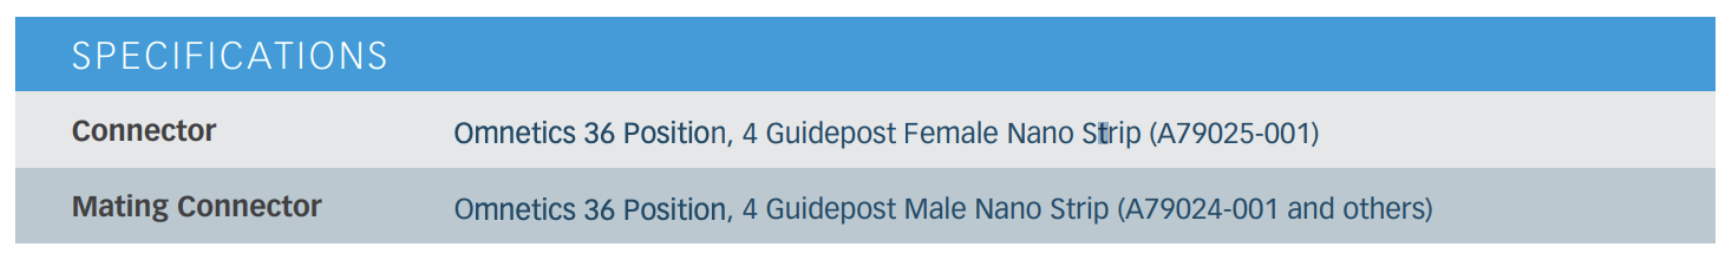 SPECIFICATIONS
Connector Omnetics 36 Position, 4 Guidepost Female Nano Strip (A79025-001)
Mating Connector Omnetics 36 Position, 4 Guidepost Male Nano Strip (A79024-001 and others)